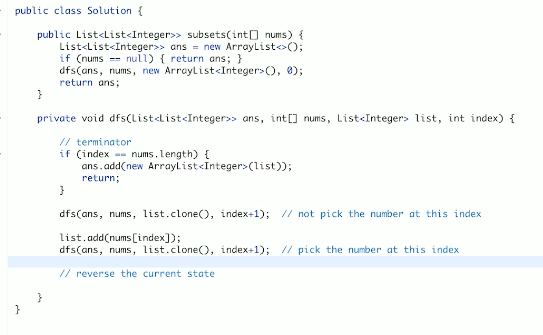 public class Solution {
public List<List<Integer>> subsets(int[] nums) {
List<List<Integer>> ans = new ArrayList<>();
if (nums == null) { return ans; }
dfs(ans, nums, new ArrayList<Integer>(), 0);
return ans;
}
private void dfs(List<List<Integer>> ans, int[] nums, List<Integer> list, int index) {
// terminator
if (index == nums.length) {
ans.add(new ArrayList<Integer>(list));
return;
}
dfs(ans, nums, list.clone(), index+1); // not pick the number at this index
list.add(nums[index]);
dfs(ans, nums, list.clone(), index+1); // pick the number at this index
// reverse the current state
}
}